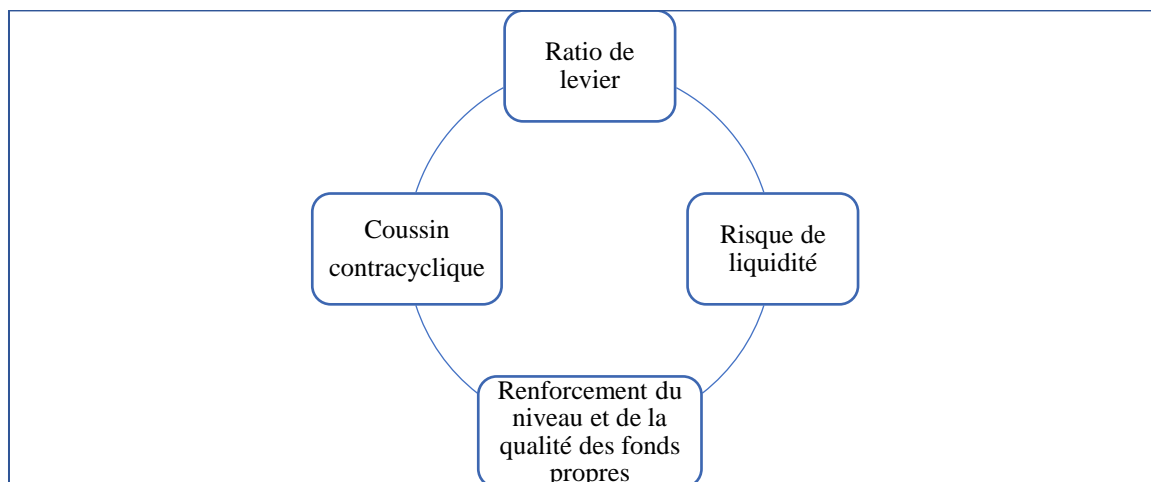 Ratio de
levier
Coussin
contracyclique
Risque de
liquidité
Renforcement du
niveau et de la
qualité des fonds
propres